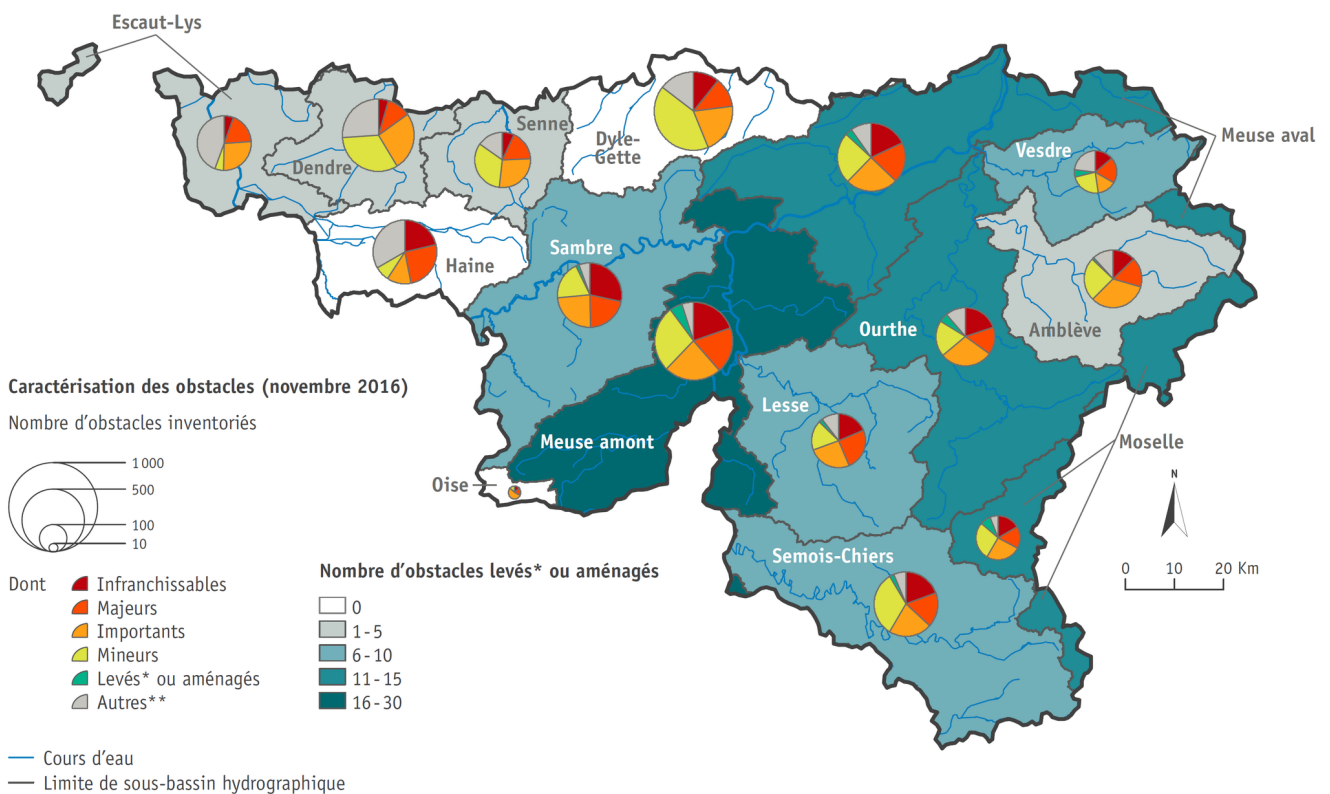 Escaut-Lys
Senne
Dyle-
Gette
Dendre
Meuse aval
Vesdre
Haine
Sambre
Ourthe
Amblève
Caractérisation des obstacles (novembre 2016)
Nombre d'obstacles inventoriés
1 000
500
100
10
Lesse
Meuse amont
Moselle
Oise
N
Semois-Chiers
0 10 20 Km
Dont
Infranchissables
Majeurs
Importants
Mineurs
Levés* ou aménagés
Autres**
Nombre d'obstacles levés* ou aménagés
0
1 - 5
6 - 10
11 - 15
16 - 30
Cours d'eau
Limite de sous-bassin hydrographique